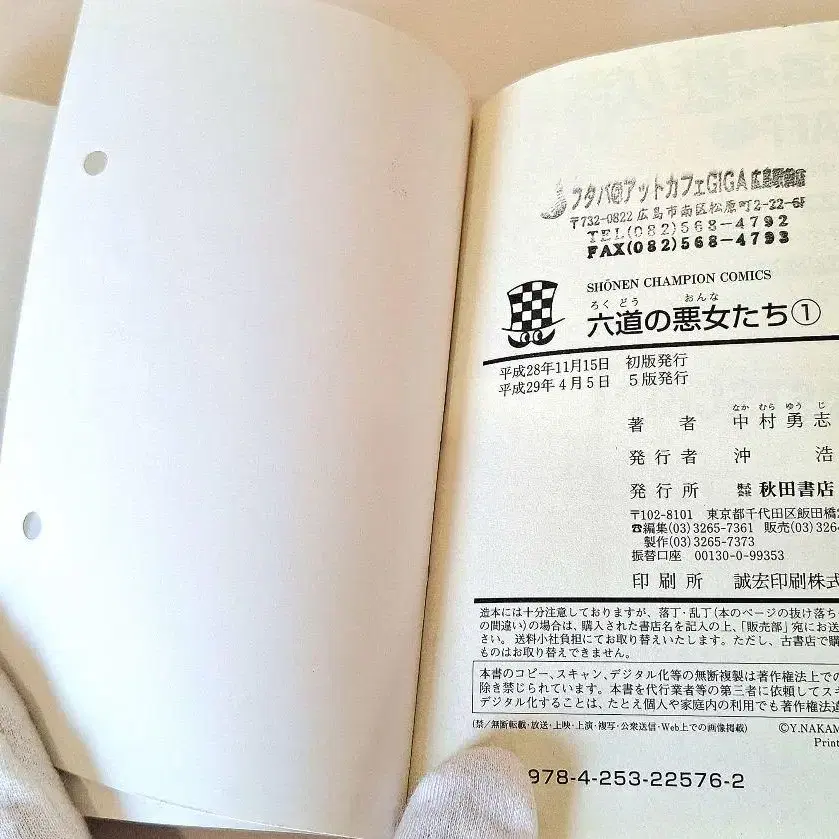 フタバ@アットカフェGIGA広島駅前店
〒732-0822 広島市南区松原町2-22-6F
TEL(082)568-4792
FAX(082)568-4793
SHŌNEN CHAMPION COMICS
ろくどう おんな
六道の悪女たち①
平成28年11月15日 初版発行
平成29年4月5日 5版発行
なかむらゆうじ
著者 中村勇志
発行者 沖 浩
発行所 株式会社 秋田書店
〒102-8101 東京都千代田区飯田橋
☎編集(03)3265-7361 販売(03)326
製作(03)3265-7373
振替口座 00130-0-99353
印刷所 誠宏印刷株式
造本には十分注意しておりますが、落丁・乱丁(本のページの抜け落ち
の間違い)の場合は、購入された書店名を記入の上、「販売部」宛にお送
さい。送料小社負担にてお取り替えいたします。ただし、古書店で購
ものはお取り替えできません。
本書のコピー、スキャン、デジタル化等の無断複製は著作権法上での
除き禁じられています。本書を代行業者等の第三者に依頼してスキ
デジタル化することは、たとえ個人や家庭内の利用でも著作権法違
(禁/無断転載・放送・上映・上演・複写・公衆送信・Web上での画像掲載)
©Y.NAKAM
Print
978-4-253-22576-2